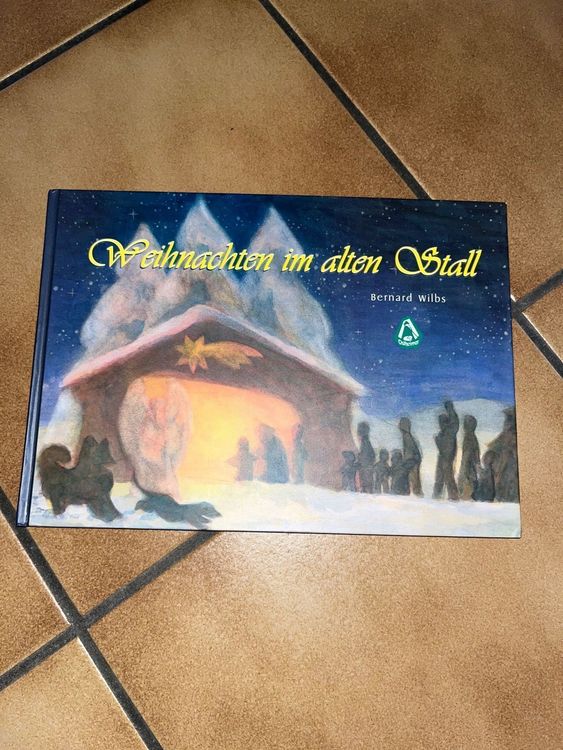 Weihnachten im alten Stall
Bernard Wilbs